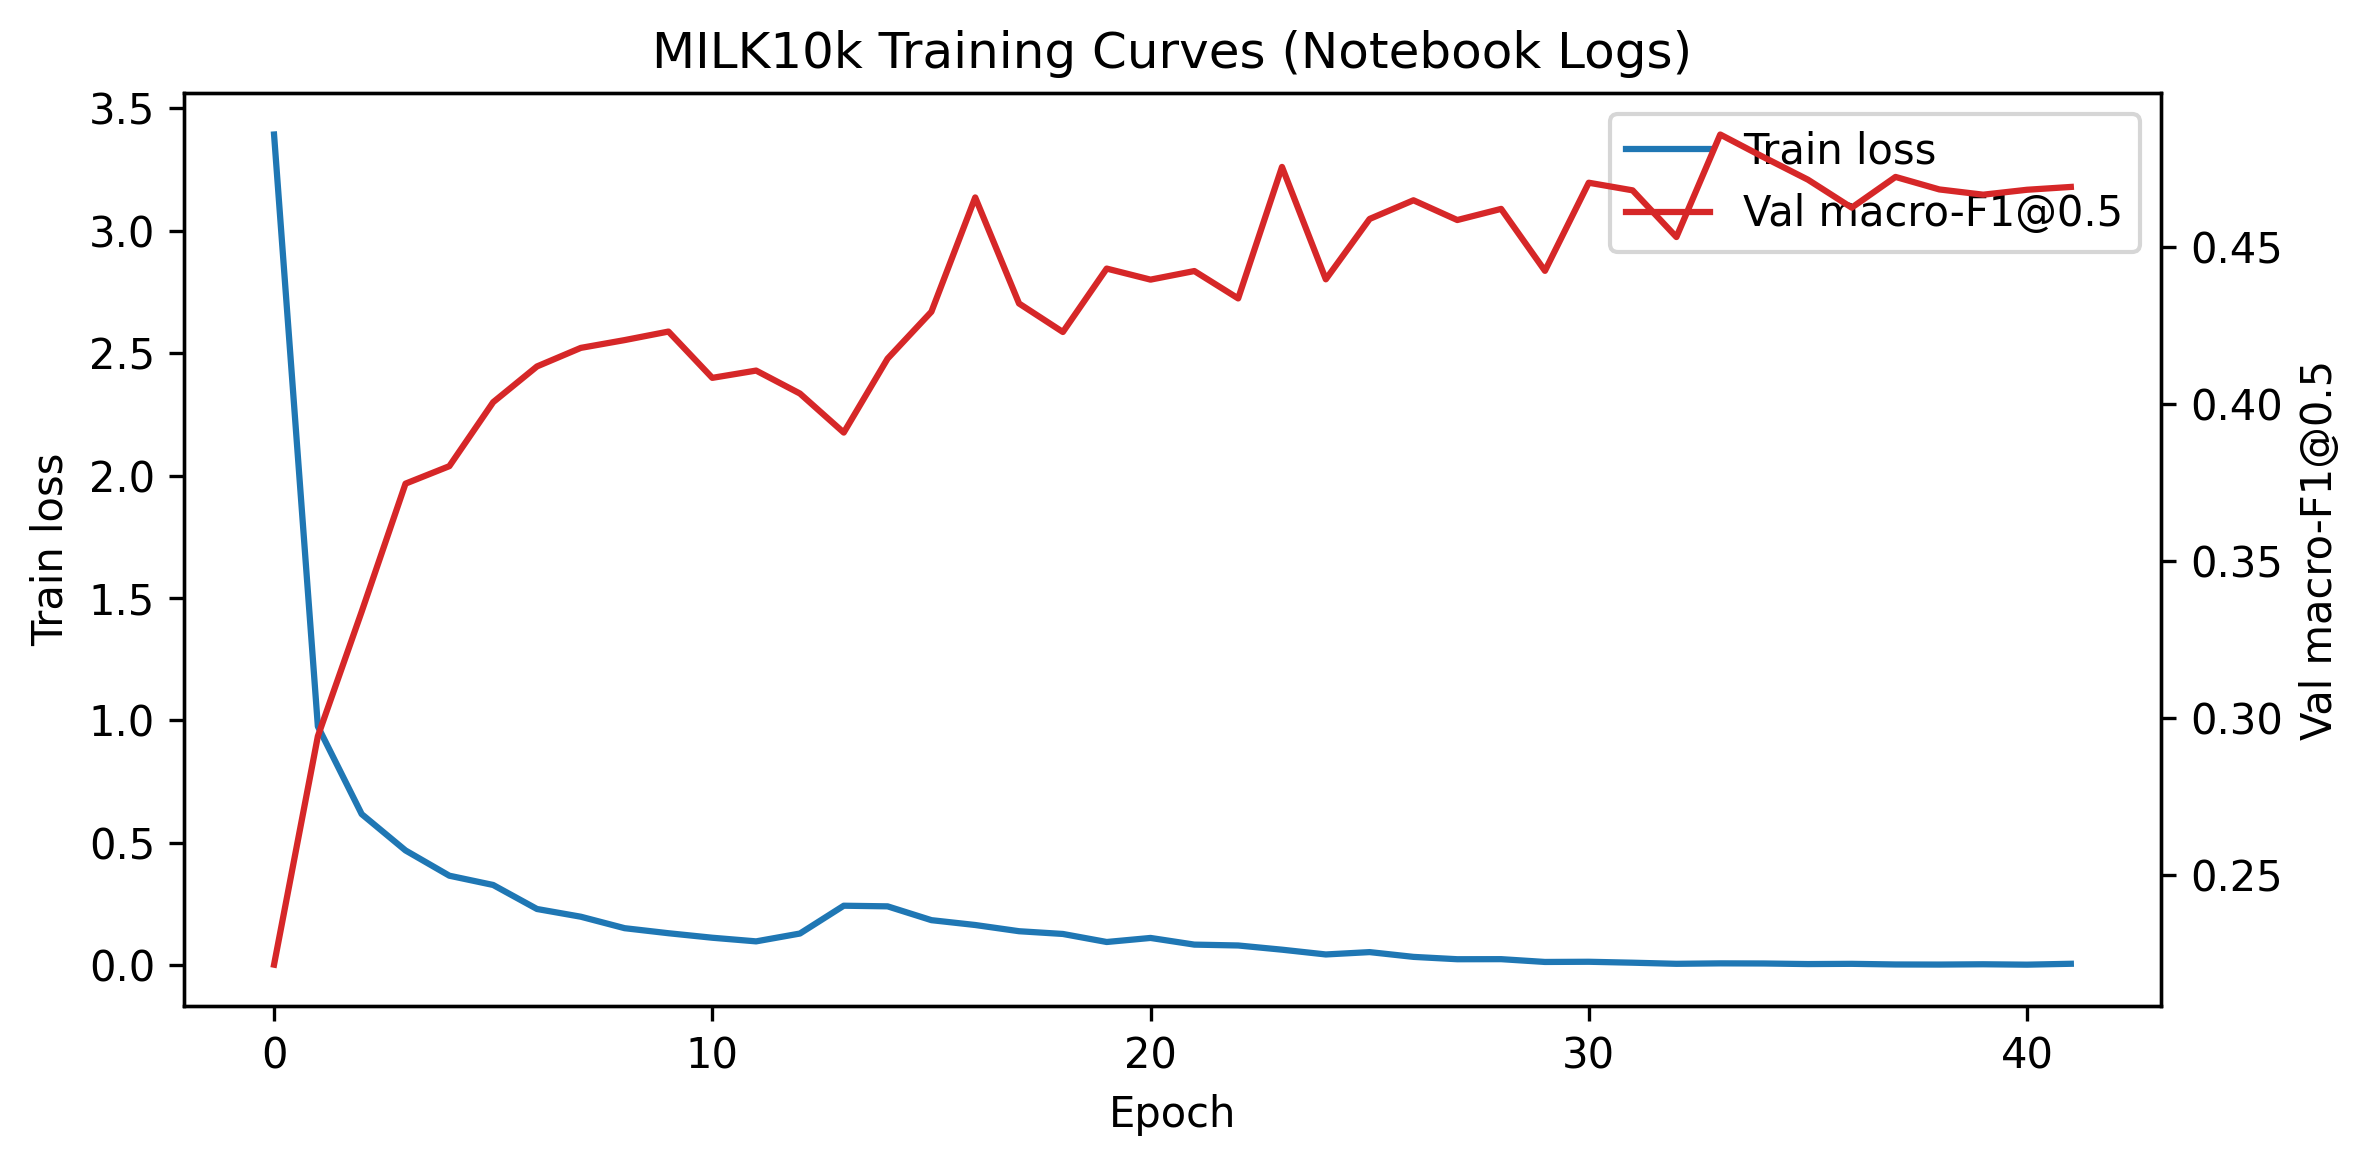 MILK10k Training Curves (Notebook Logs)
Train loss
3.5
3.0
2.5
2.0
1.5
1.0
0.5
0.0
Train loss
Val macro-F1@0.5
0.45
0.40
0.35
0.30
0.25
Val macro-F1@0.5
0 10 20 30 40
Epoch